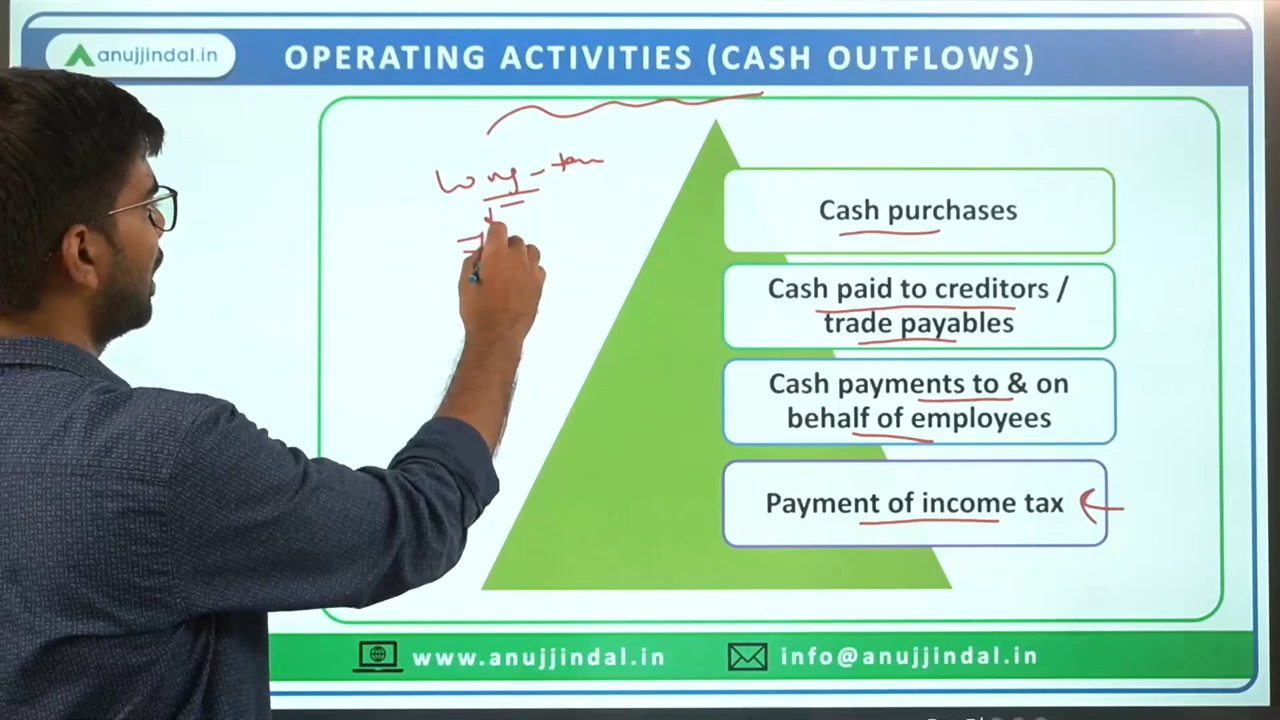 anujjindal.in
OPERATING ACTIVITIES (CASH OUTFLOWS)
Long-term
Cash purchases
Cash paid to creditors /
trade payables
Cash payments to & on
behalf of employees
Payment of income tax
www.anujjindal.in
info@anujjindal.in